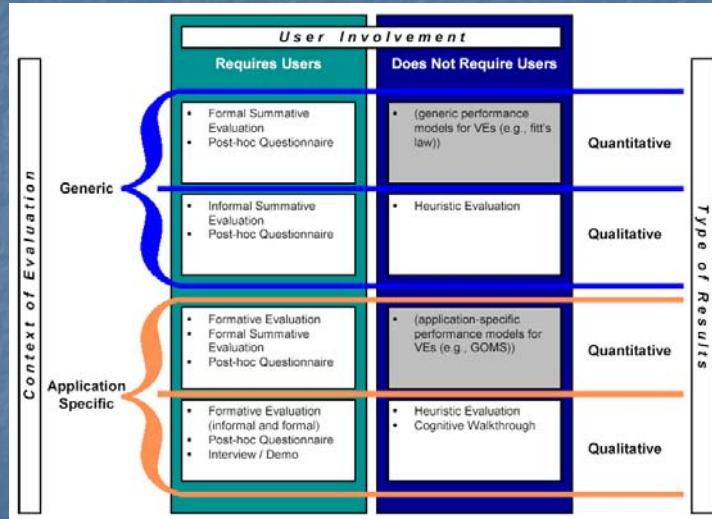 User Involvement
Requires Users
Does Not Require Users
Context of Evaluation
Type of Results
Generic
• Formal Summative
Evaluation
• Post-hoc Questionnaire
• (generic performance
models for VEs (e.g., fitt's
law))
Quantitative
• Informal Summative
Evaluation
• Post-hoc Questionnaire
• Heuristic Evaluation
Qualitative
Application
Specific
• Formative Evaluation
• Formal Summative
Evaluation
• Post-hoc Questionnaire
• (application-specific
performance models for
VEs (e.g., GOMS))
Quantitative
• Formative Evaluation
(informal and formal)
• Post-hoc Questionnaire
• Interview / Demo
• Heuristic Evaluation
• Cognitive Walkthrough
Qualitative